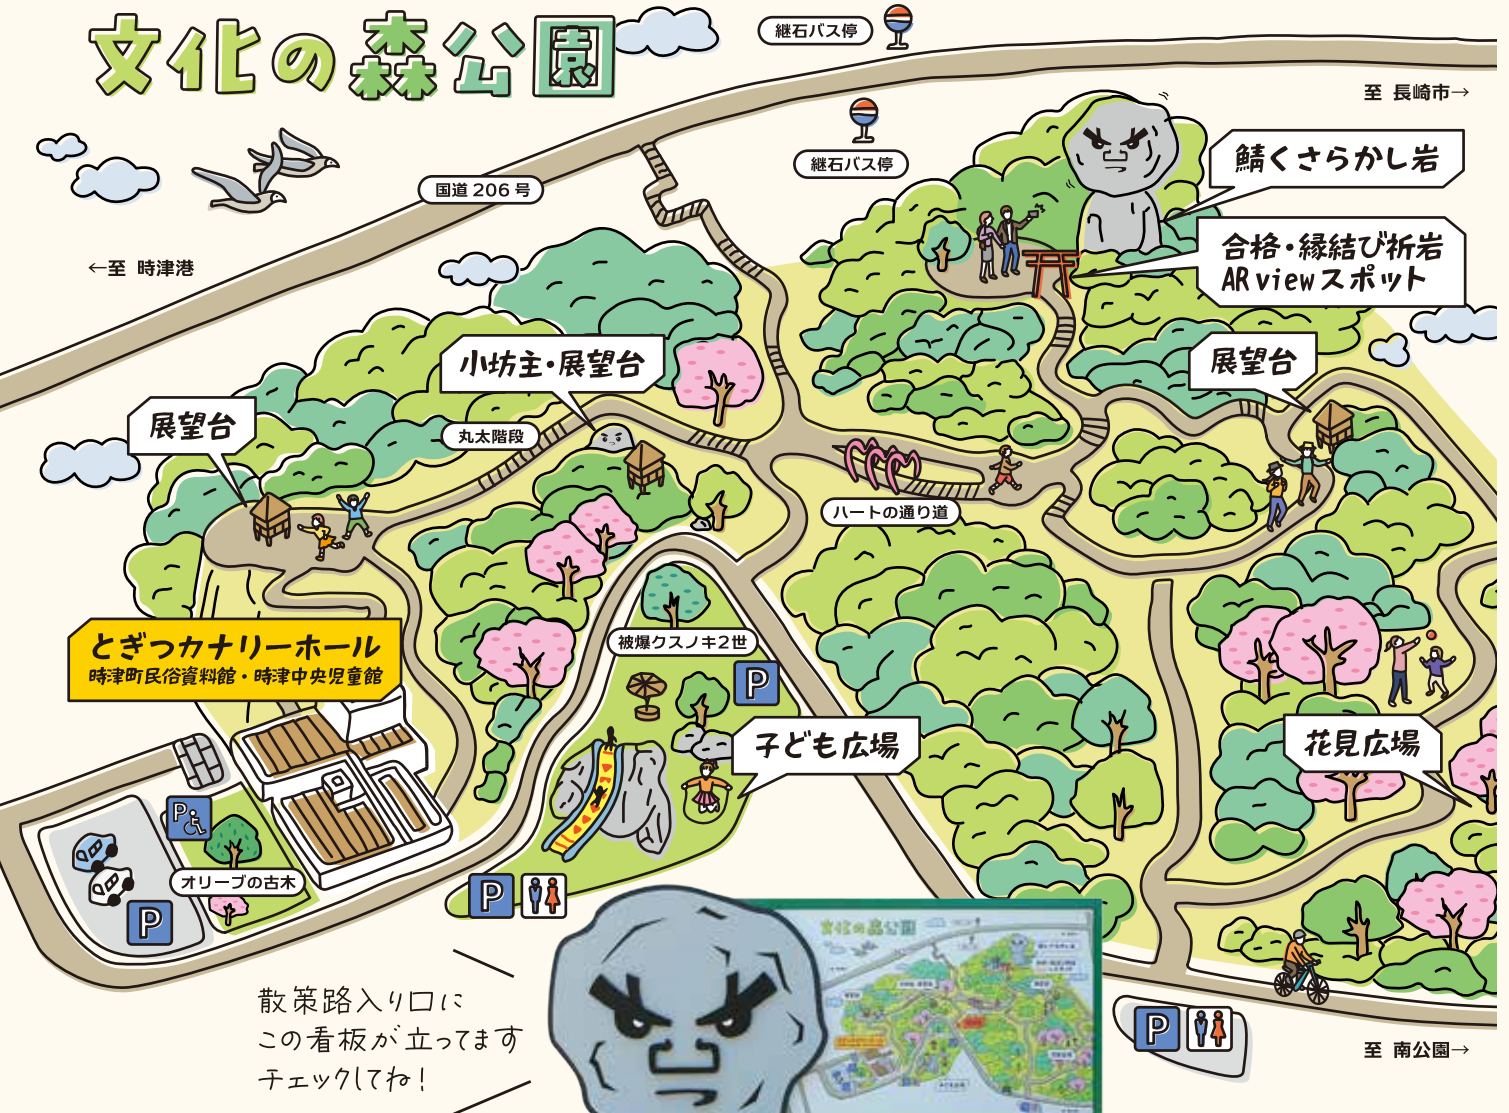 文化の森公園
継石バス停
至 長崎市→
継石バス停
鯖くさらかし岩
国道 206 号
合格・縁結び祈岩
AR viewスポット
←至 時津港
小坊主・展望台
展望台
展望台
丸太階段
ハートの通り道
とぎつカナリーホール
時津町民俗資料館・時津中央児童館
被爆クスノキ2世
P
子ども広場
花見広場
P
オリーブの古木
P
P
散策路入り口に
この看板が立ってます
チェックしてね！
文化の森公園
P
至 南公園→